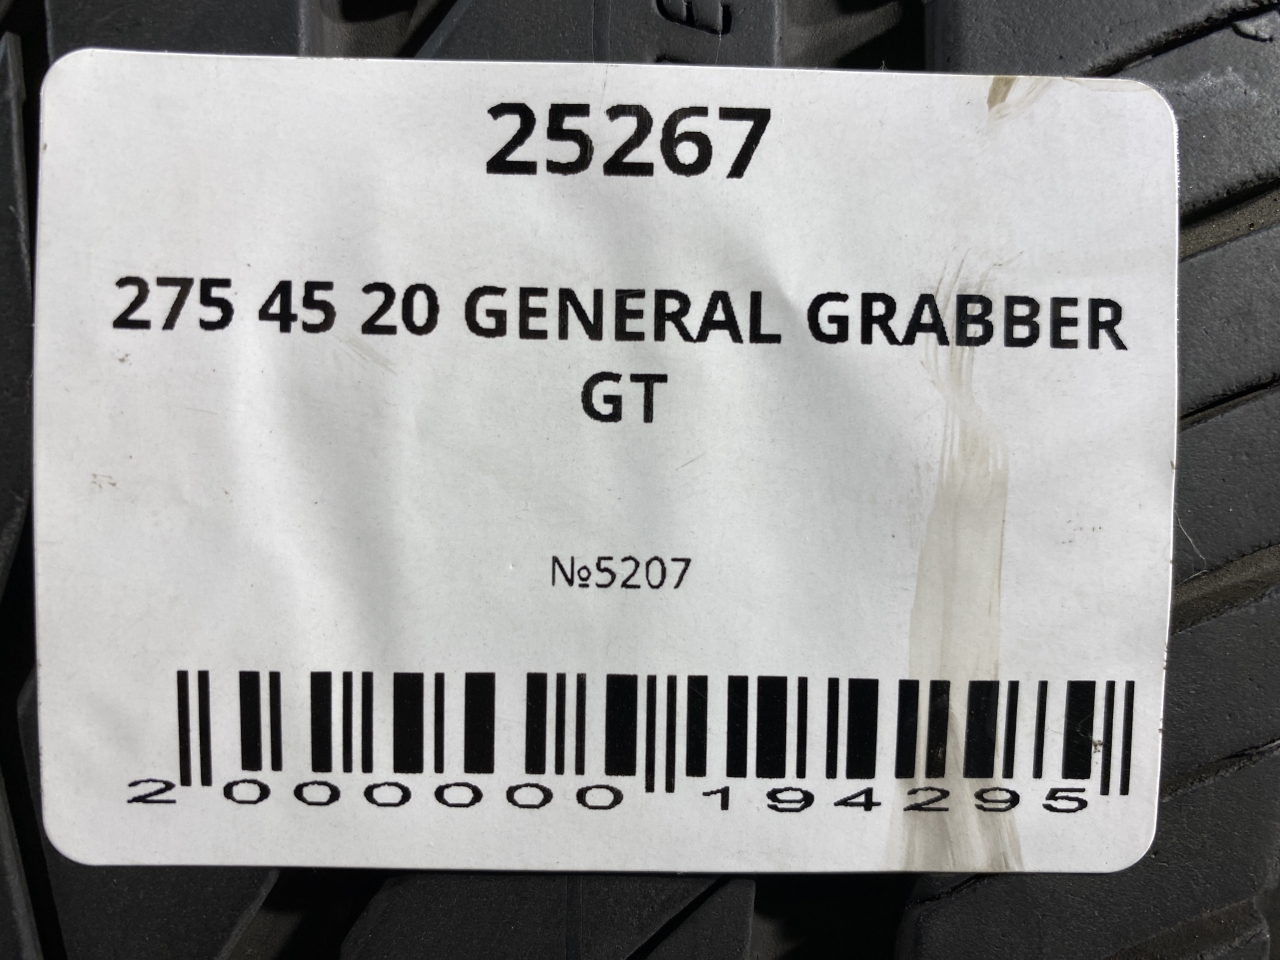 25267
275 45 20 GENERAL GRABBER
GT
№5207
2 000000 194295